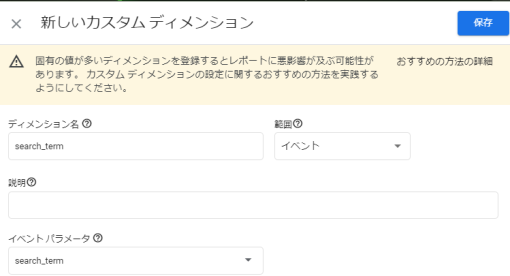 新しいカスタム ディメンション
保存
固有の値が多いディメンションを登録するとレポートに悪影響が及ぶ可能性が
あります。 カスタム ディメンションの設定に関するおすすめの方法を実践する
ようにしてください。
おすすめの方法の詳細
ディメンション名
範囲
search_term
イベント
説明
イベント パラメータ
search_term